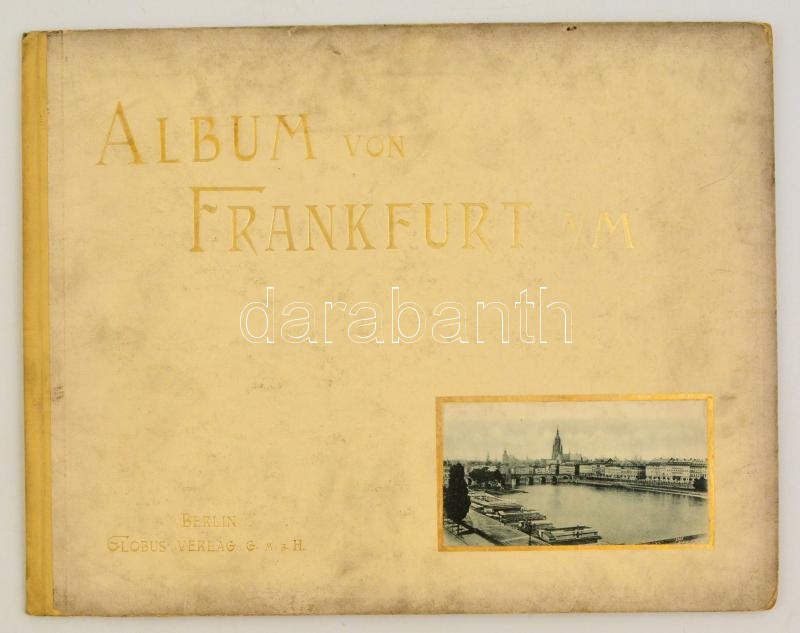 ALBUM VON
FRANKFURT A/M
darabanth
BERLIN
GLOBUS VERLAG G. M. B. H.